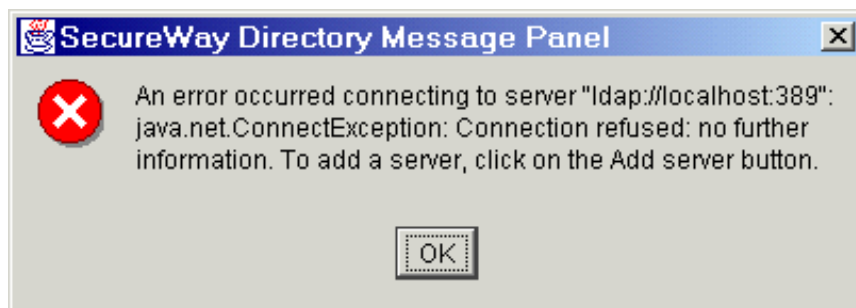 SecureWay Directory Message Panel
An error occurred connecting to server "ldap://localhost:389":
java.net.ConnectException: Connection refused: no further
information. To add a server, click on the Add server button.
OK